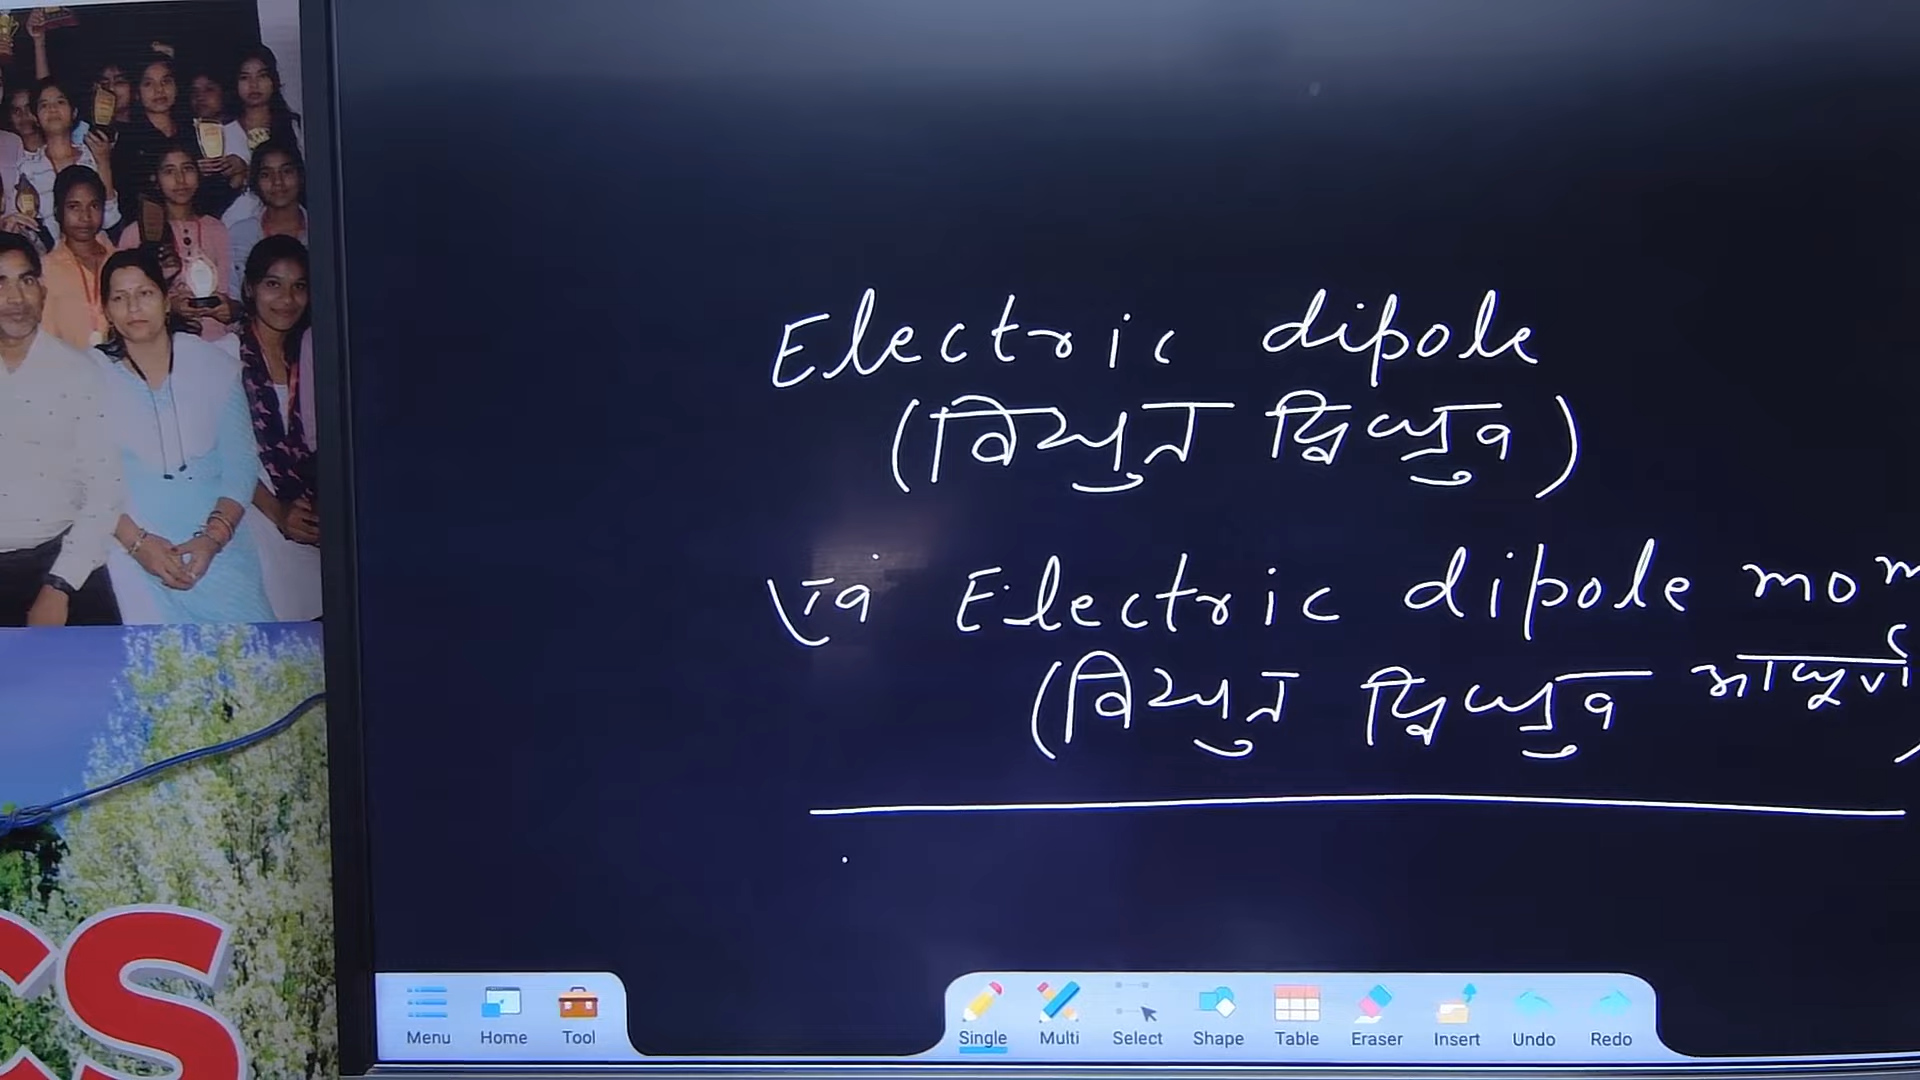 Electric dipole
(विद्युत द्विध्रुव)
एवं Electric dipole mom
(विद्युत द्विध्रुव आघूर्ण)
CS
Menu Home Tool Single Multi Select Shape Table Eraser Insert Undo Redo